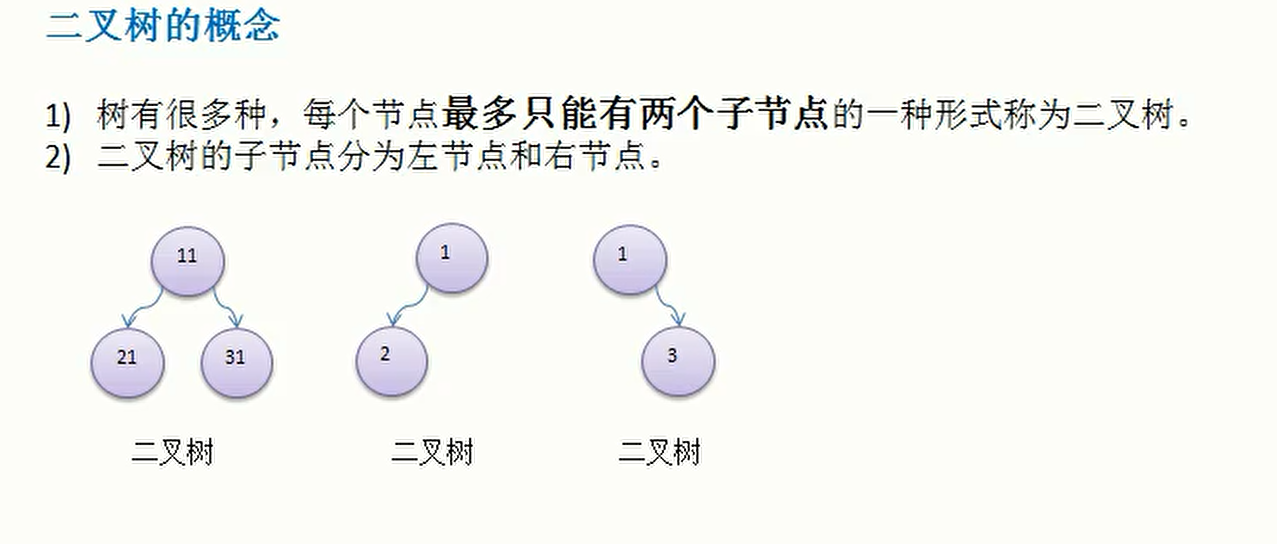 二叉树的概念
1) 树有很多种，每个节点最多只能有两个子节点的一种形式称为二叉树。
2) 二叉树的子节点分为左节点和右节点。
11 1 1
21 31 2 3
二叉树 二叉树 二叉树